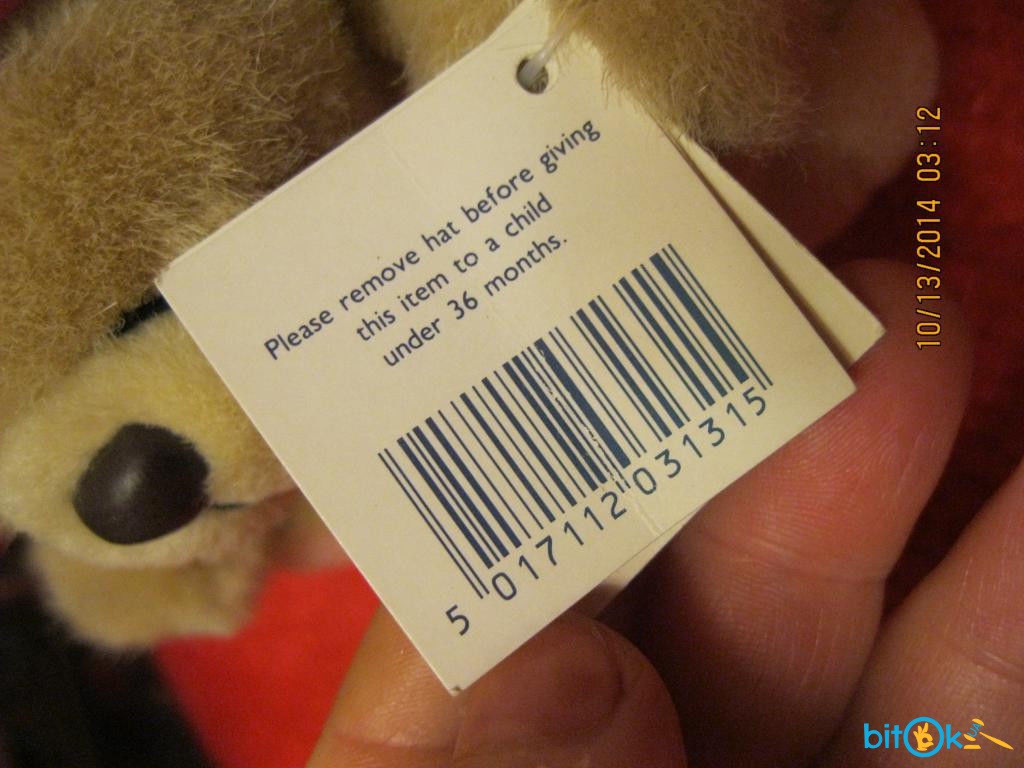 Please remove hat before giving
this item to a child
under 36 months.
5 017112 031315
10/13/2014 03:12
bitOk